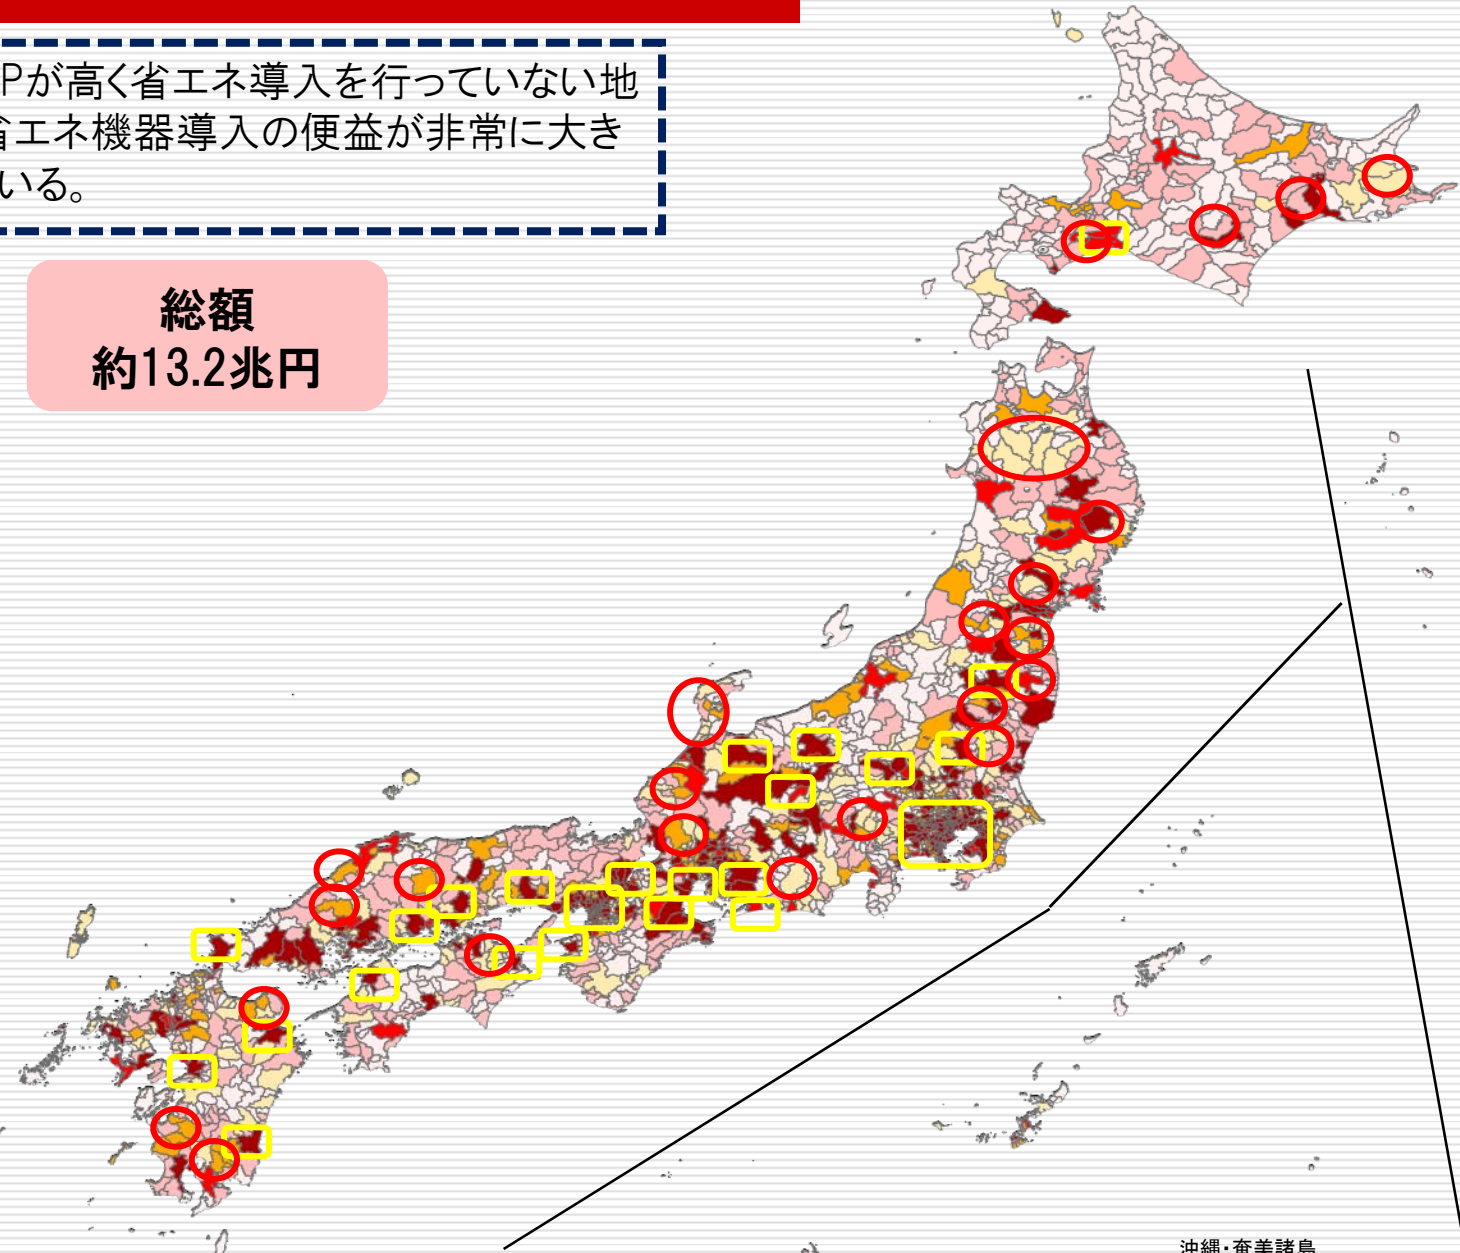 Pが高く省エネ導入を行っていない地
省エネ機器導入の便益が非常に大き
いる。
総額
約13.2兆円
沖縄・奄美諸島